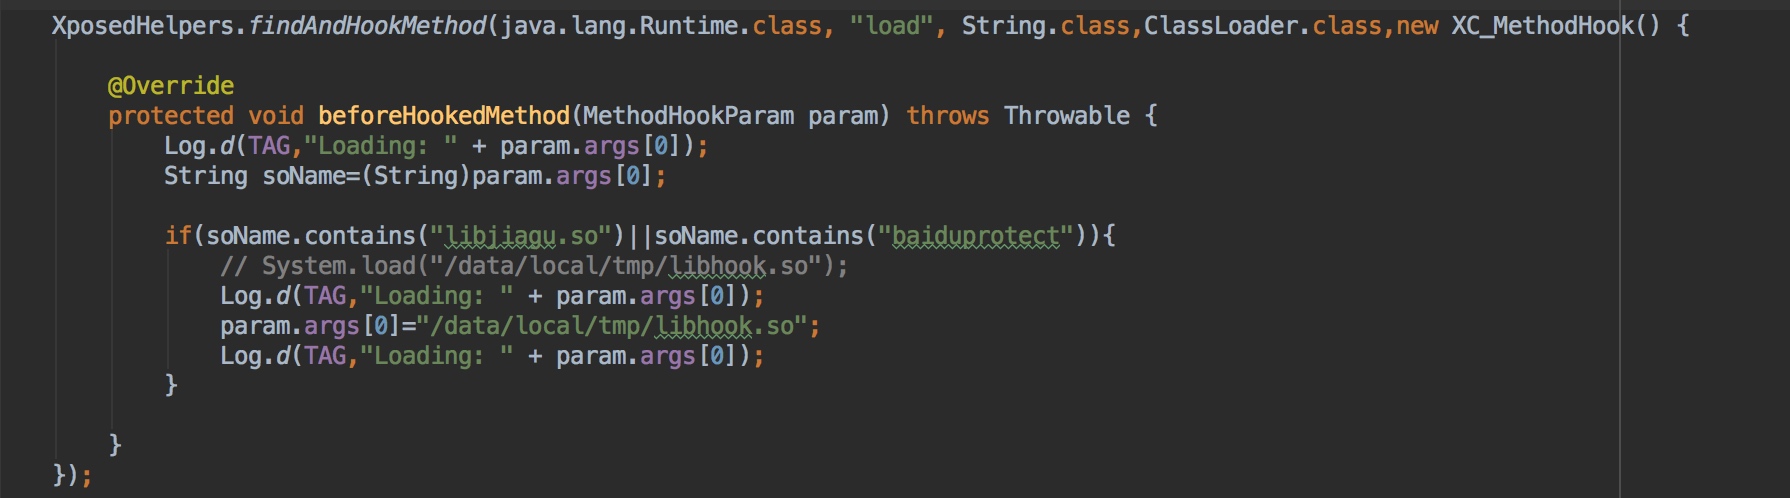 XposedHelpers.findAndHookMethod(java.lang.Runtime.class, "load", String.class,ClassLoader.class,new XC_MethodHook() {
@Override
protected void beforeHookedMethod(MethodHookParam param) throws Throwable {
Log.d(TAG,"Loading: " + param.args[0]);
String soName=(String)param.args[0];
if(soName.contains("libjiagu.so")||soName.contains("baiduprotect")){
// System.load("/data/local/tmp/libhook.so");
Log.d(TAG,"Loading: " + param.args[0]);
param.args[0]="/data/local/tmp/libhook.so";
Log.d(TAG,"Loading: " + param.args[0]);
}
}
});